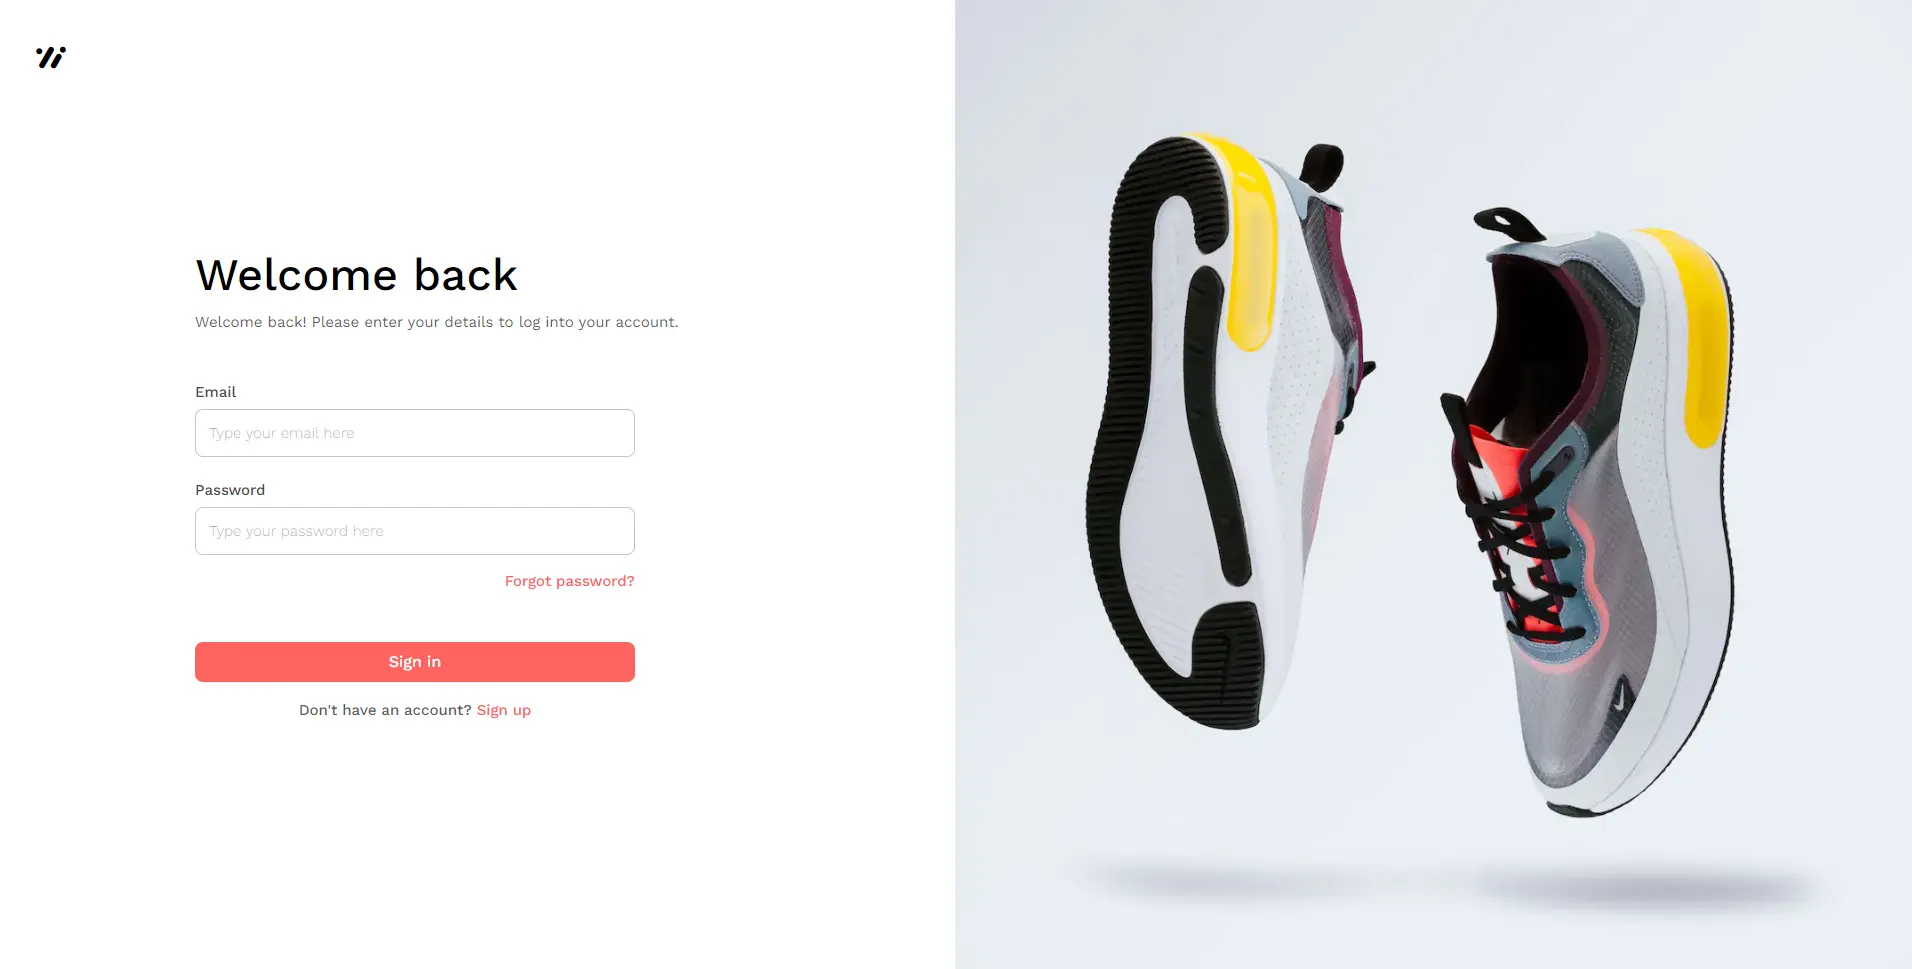 Welcome back
Welcome back! Please enter your details to log into your account.
Email
Type your email here
Password
Type your password here
Forgot password?
Sign in
Don't have an account? Sign up